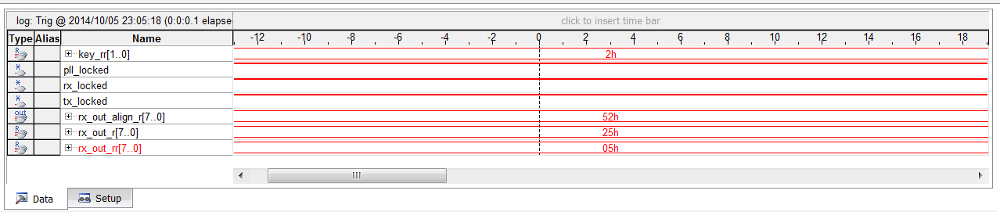 log: Trig @ 2014/10/05 23:05:18 (0:0:0.1 elapse
click to insert time bar
Type Alias Name -12 -10 -8 -6 -4 -2 0 2 4 6 8 10 12 14 16 18
R key_rr[1..0] 2h
* pll_locked
* rx_locked
* tx_locked
out rx_out_align_r[7..0] 52h
R rx_out_r[7..0] 25h
R rx_out_rr[7..0] 05h
Data Setup